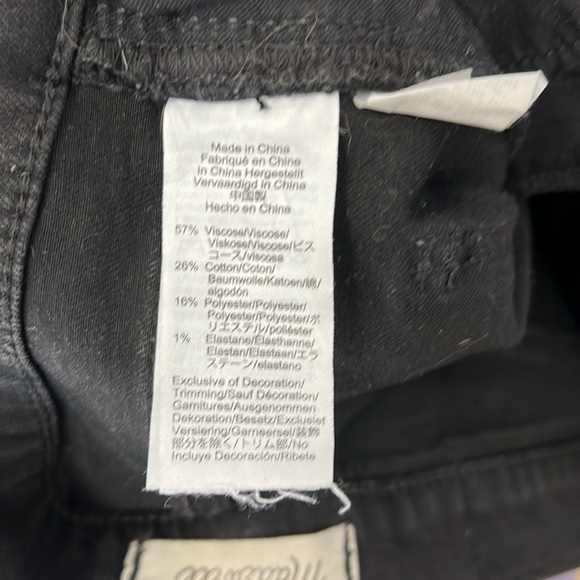 Made in China
Fabriqué en Chine
in China Hergestellt
Vervaardigd in China
中国製
Hecho en China
57% Viscose/Viscose/
Viskose/Viscose/ビス
コース/viscosa
26% Cotton/Coton/
Baumwolle/Katoen/綿/
algodón
16% Polyester/Polyester/
Polyester/Polyester/ポ
リエステル/poliéster
1% Elastane/Élasthanne/
Elastan/Elastaan/エラ
ステーン/elastano
Exclusive of Decoration/
Trimming/Sauf Décoration/
Garnitures/Ausgenommen
Dekoration/Besatz/Exclusief
Versiering/Garneersel/装飾
部分を除く/トリム部/No
Incluye Decoración/Ribete
Madewell